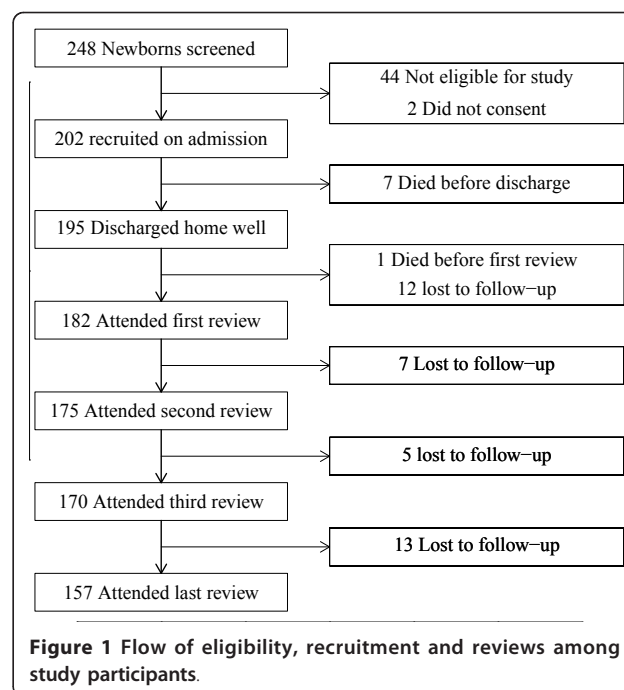 248 Newborns screened
44 Not eligible for study
2 Did not consent
202 recruited on admission
7 Died before discharge
195 Discharged home well
1 Died before first review
12 lost to follow−up
182 Attended first review
7 Lost to follow−up
175 Attended second review
5 lost to follow−up
170 Attended third review
13 Lost to follow−up
157 Attended last review
Figure 1 Flow of eligibility, recruitment and reviews among
study participants.